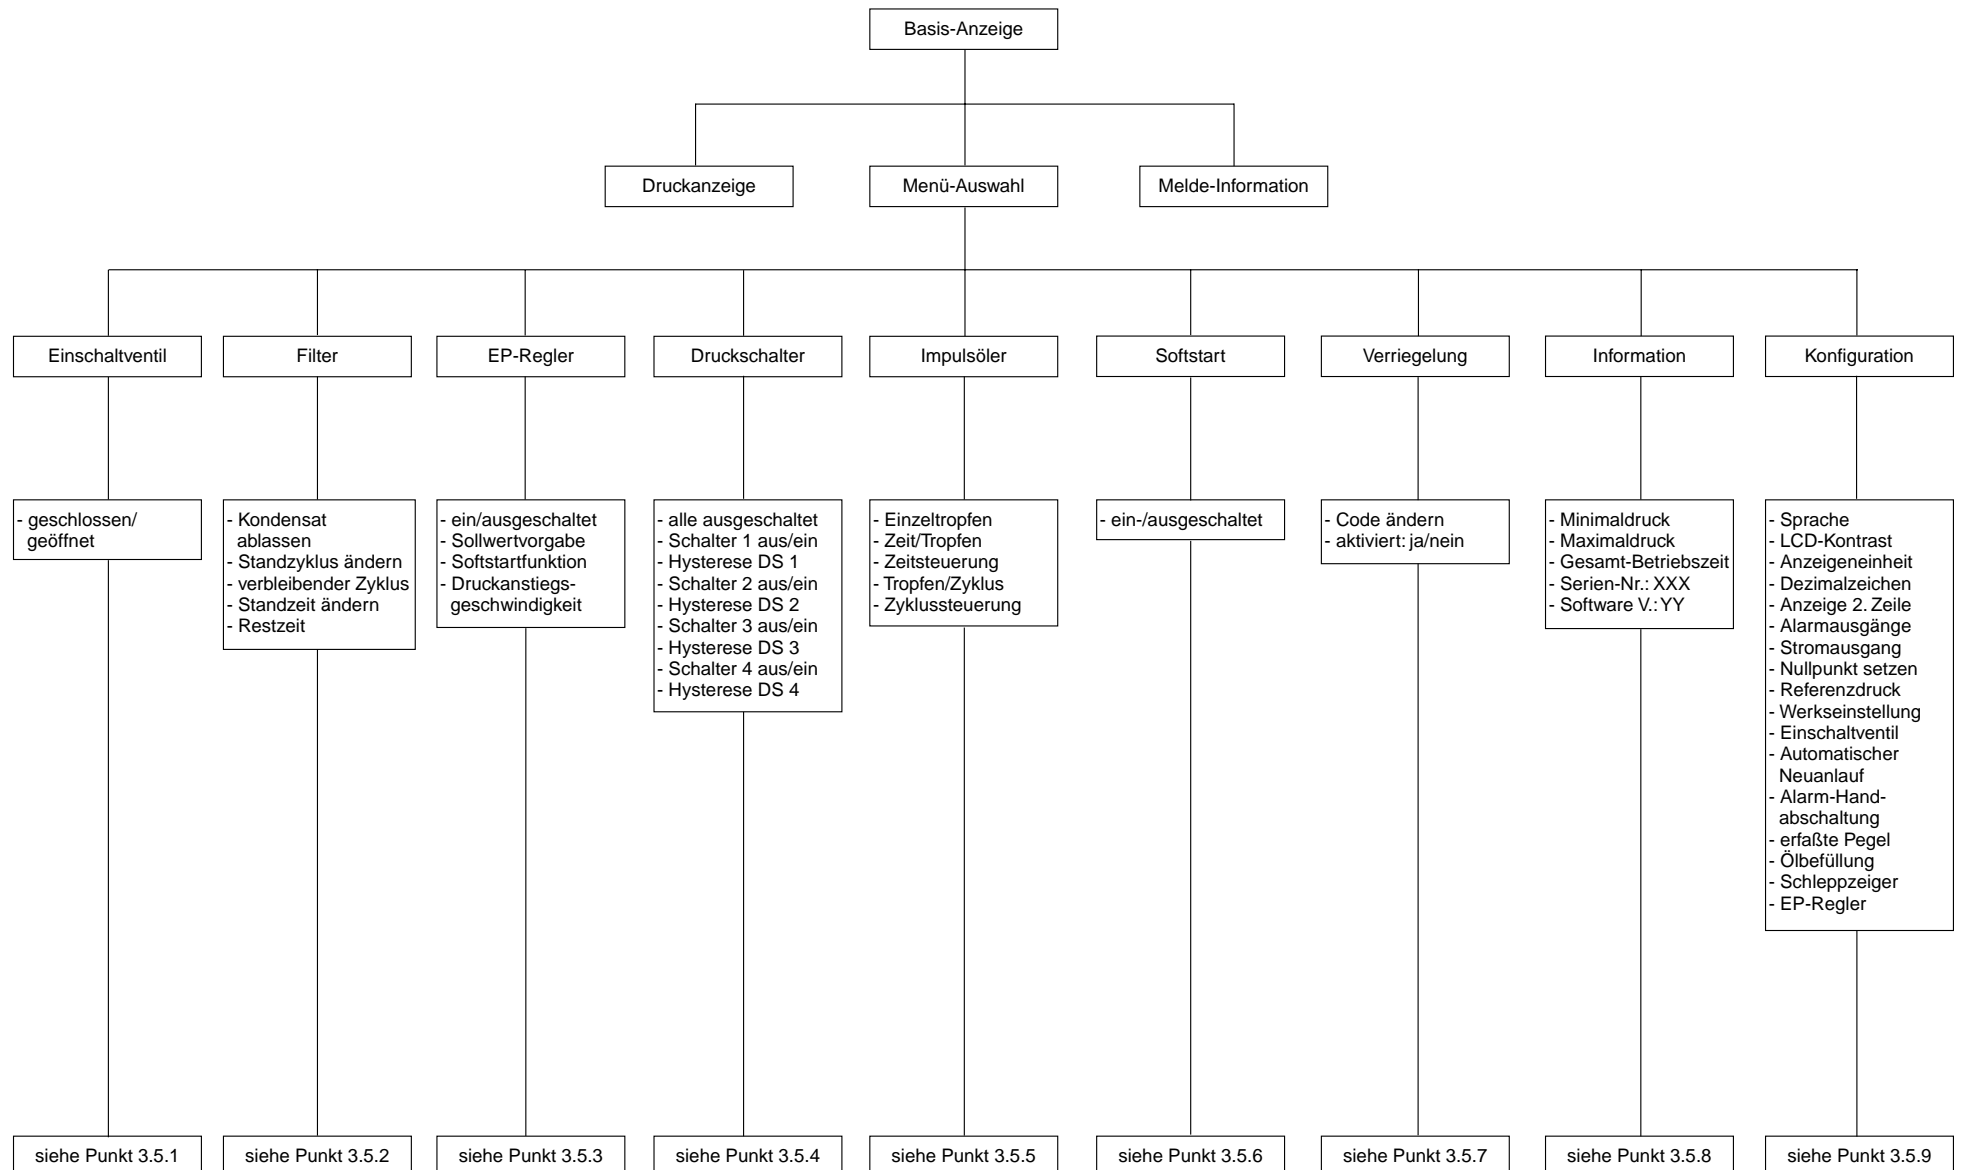 Basis-Anzeige
Druckanzeige
Menü-Auswahl
Melde-Information
Einschaltventil
Filter
EP-Regler
Druckschalter
Impulsöler
Softstart
Verriegelung
Information
Konfiguration
- geschlossen/
geöffnet
- Kondensat
ablassen
- Standzyklus ändern
- verbleibender Zyklus
- Standzeit ändern
- Restzeit
- ein/ausgeschaltet
- Sollwertvorgabe
- Softstartfunktion
- Druckanstiegs-
geschwindigkeit
- alle ausgeschaltet
- Schalter 1 aus/ein
- Hysterese DS 1
- Schalter 2 aus/ein
- Hysterese DS 2
- Schalter 3 aus/ein
- Hysterese DS 3
- Schalter 4 aus/ein
- Hysterese DS 4
- Einzeltropfen
- Zeit/Tropfen
- Zeitsteuerung
- Tropfen/Zyklus
- Zyklussteuerung
- ein-/ausgeschaltet
- Code ändern
- aktiviert: ja/nein
- Minimaldruck
- Maximaldruck
- Gesamt-Betriebszeit
- Serien-Nr.: XXX
- Software V.: YY
- Sprache
- LCD-Kontrast
- Anzeigeneinheit
- Dezimalzeichen
- Anzeige 2. Zeile
- Alarmausgänge
- Stromausgang
- Nullpunkt setzen
- Referenzdruck
- Werkseinstellung
- Einschaltventil
- Automatischer
Neuanlauf
- Alarm-Hand-
abschaltung
- erfaßte Pegel
- Ölbefüllung
- Schleppzeiger
- EP-Regler
siehe Punkt 3.5.1
siehe Punkt 3.5.2
siehe Punkt 3.5.3
siehe Punkt 3.5.4
siehe Punkt 3.5.5
siehe Punkt 3.5.6
siehe Punkt 3.5.7
siehe Punkt 3.5.8
siehe Punkt 3.5.9